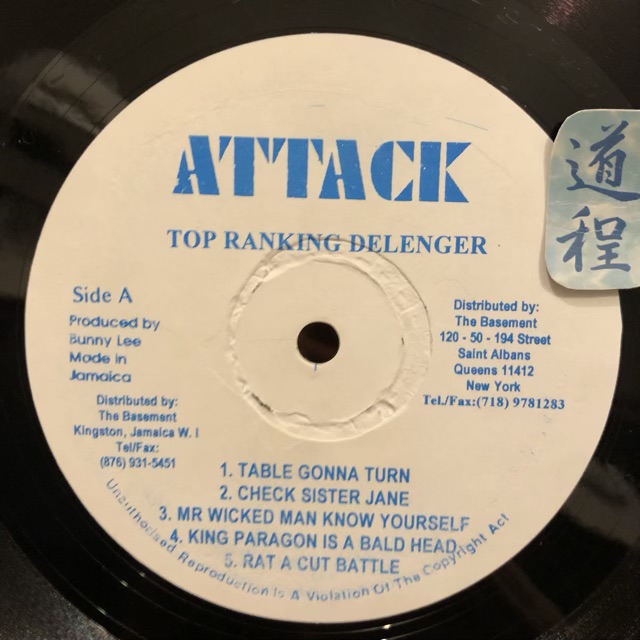 ATTACK
TOP RANKING DELENGER
Side A
Produced by
Bunny Lee
Made in
Jamaica
Distributed by:
The Basement
Kingston, Jamaica W. I
Tel/Fax:
(876) 931-5451
Distributed by:
The Basement
120 - 50 - 194 Street
Saint Albans
Queens 11412
New York
Tel./Fax:(718) 9781283
1. TABLE GONNA TURN
2. CHECK SISTER JANE
3. MR WICKED MAN KNOW YOURSELF
4. KING PARAGON IS A BALD HEAD
5. RAT A CUT BATTLE
Unauthorised Reproduction Is A Violation Of The Copyright Act
道程